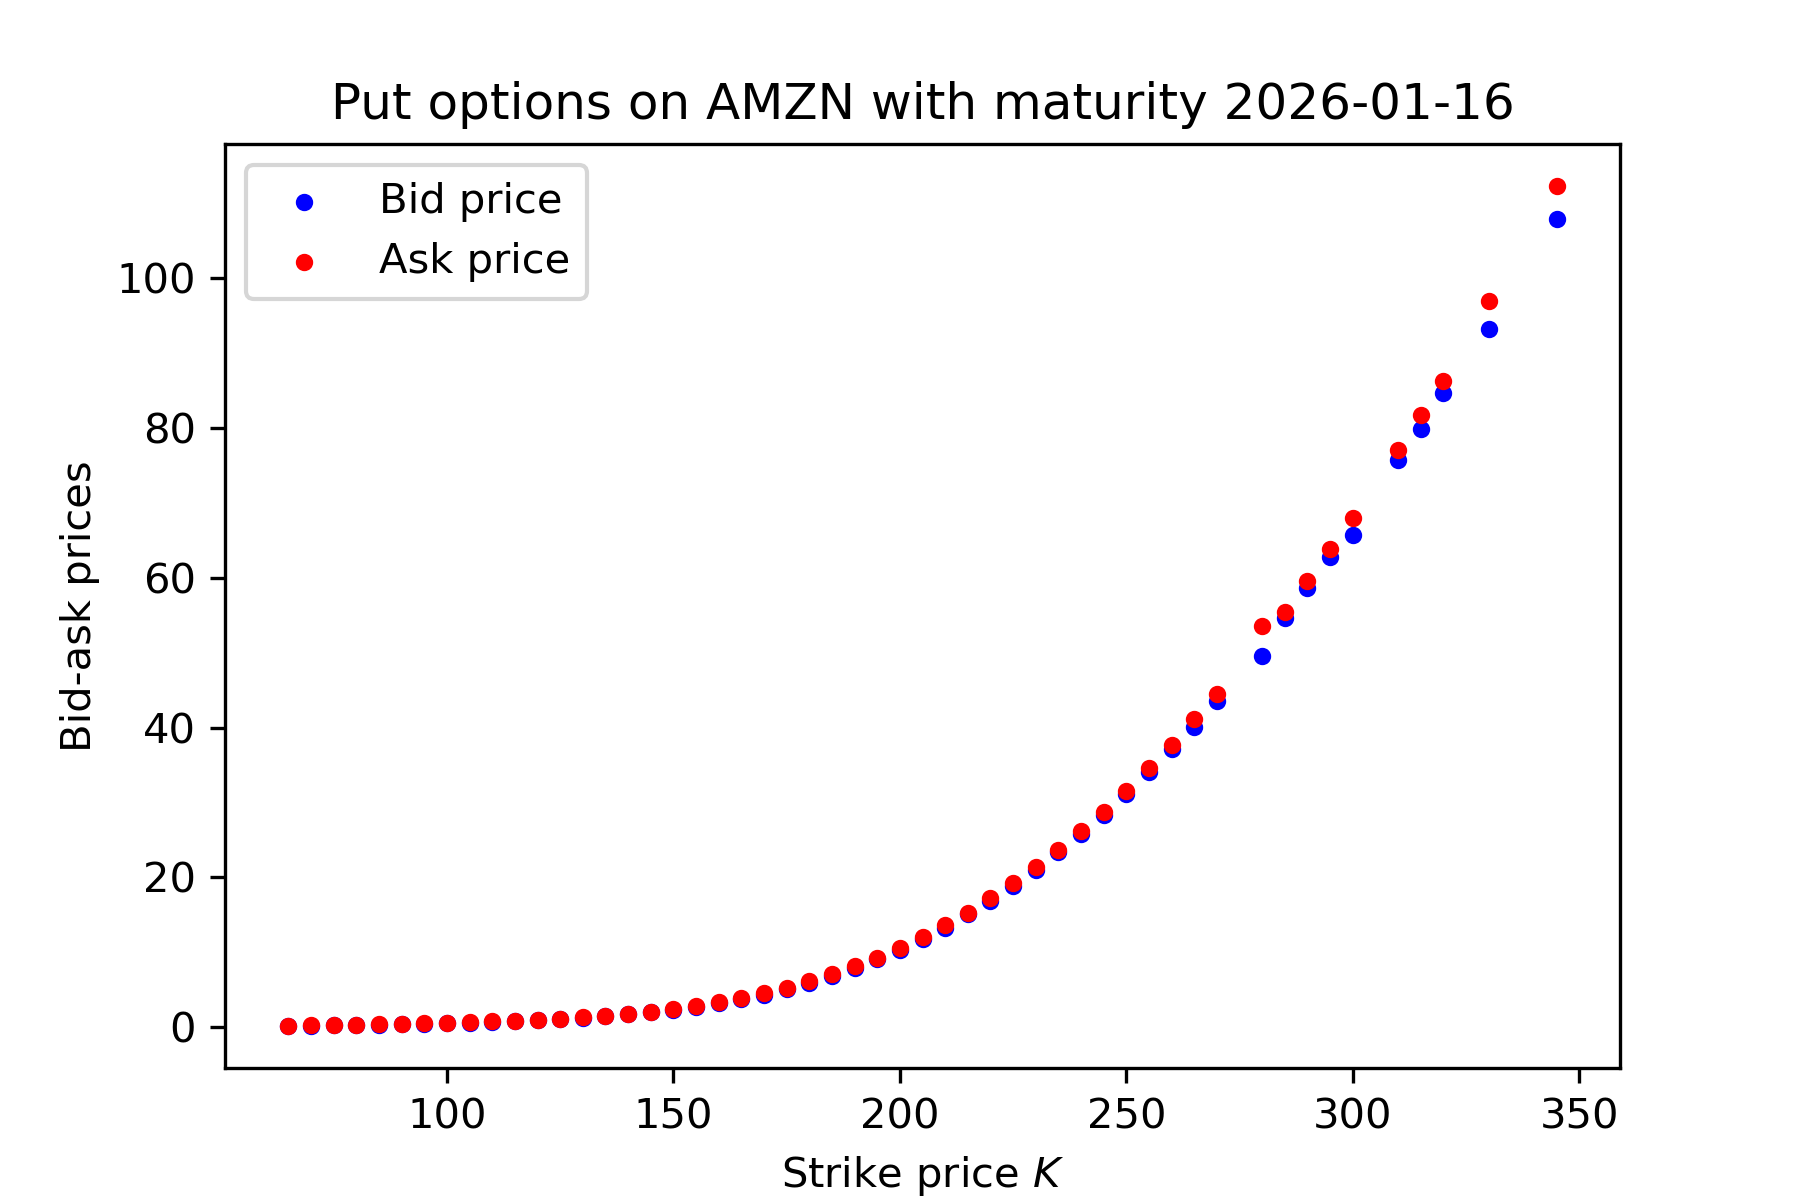 Put options on AMZN with maturity 2026-01-16
Bid price
Ask price
100
80
60
40
20
0
Bid-ask prices
100 150 200 250 300 350
Strike price K